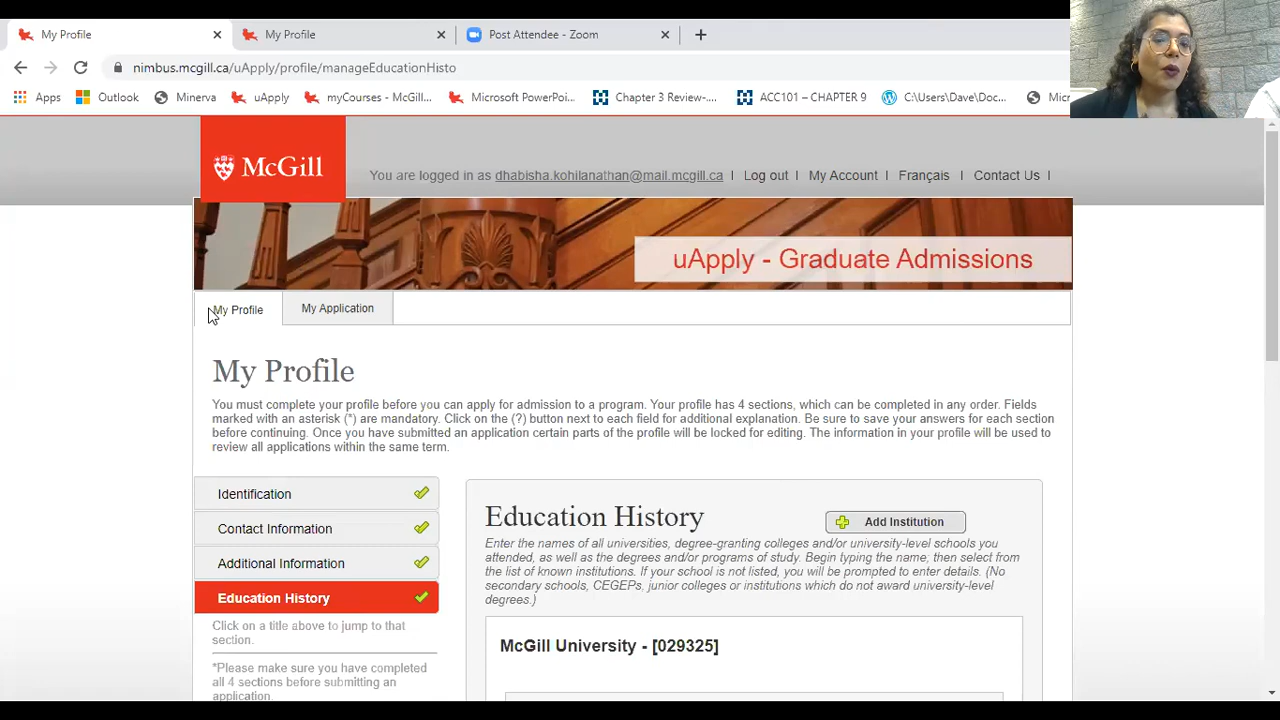 My Profile
My Profile
Post Attendee - Zoom
nimbus.mcgill.ca/uApply/profile/manageEducationHisto
Apps
Outlook
Minerva
uApply
myCourses - McGill...
Microsoft PowerPoi...
Chapter 3 Review-....
ACC101 – CHAPTER 9
C:\Users\Dave\Doc...
Mic
McGill
You are logged in as dhabisha.kohilanathan@mail.mcgill.ca | Log out | My Account | Français | Contact Us |
uApply - Graduate Admissions
My Profile
My Application
My Profile
You must complete your profile before you can apply for admission to a program. Your profile has 4 sections, which can be completed in any order. Fields
marked with an asterisk (*) are mandatory. Click on the (?) button next to each field for additional explanation. Be sure to save your answers for each section
before continuing. Once you have submitted an application certain parts of the profile will be locked for editing. The information in your profile will be used to
review all applications within the same term.
Identification
Contact Information
Additional Information
Education History
Click on a title above to jump to that
section.
*Please make sure you have completed
all 4 sections before submitting an
application.
Education History
Add Institution
Enter the names of all universities, degree-granting colleges and/or university-level schools you
attended, as well as the degrees and/or programs of study. Begin typing the name; then select from
the list of known institutions. If your school is not listed, you will be prompted to enter details. (No
secondary schools, CEGEPs, junior colleges or institutions which do not award university-level
degrees.)
McGill University - [029325]